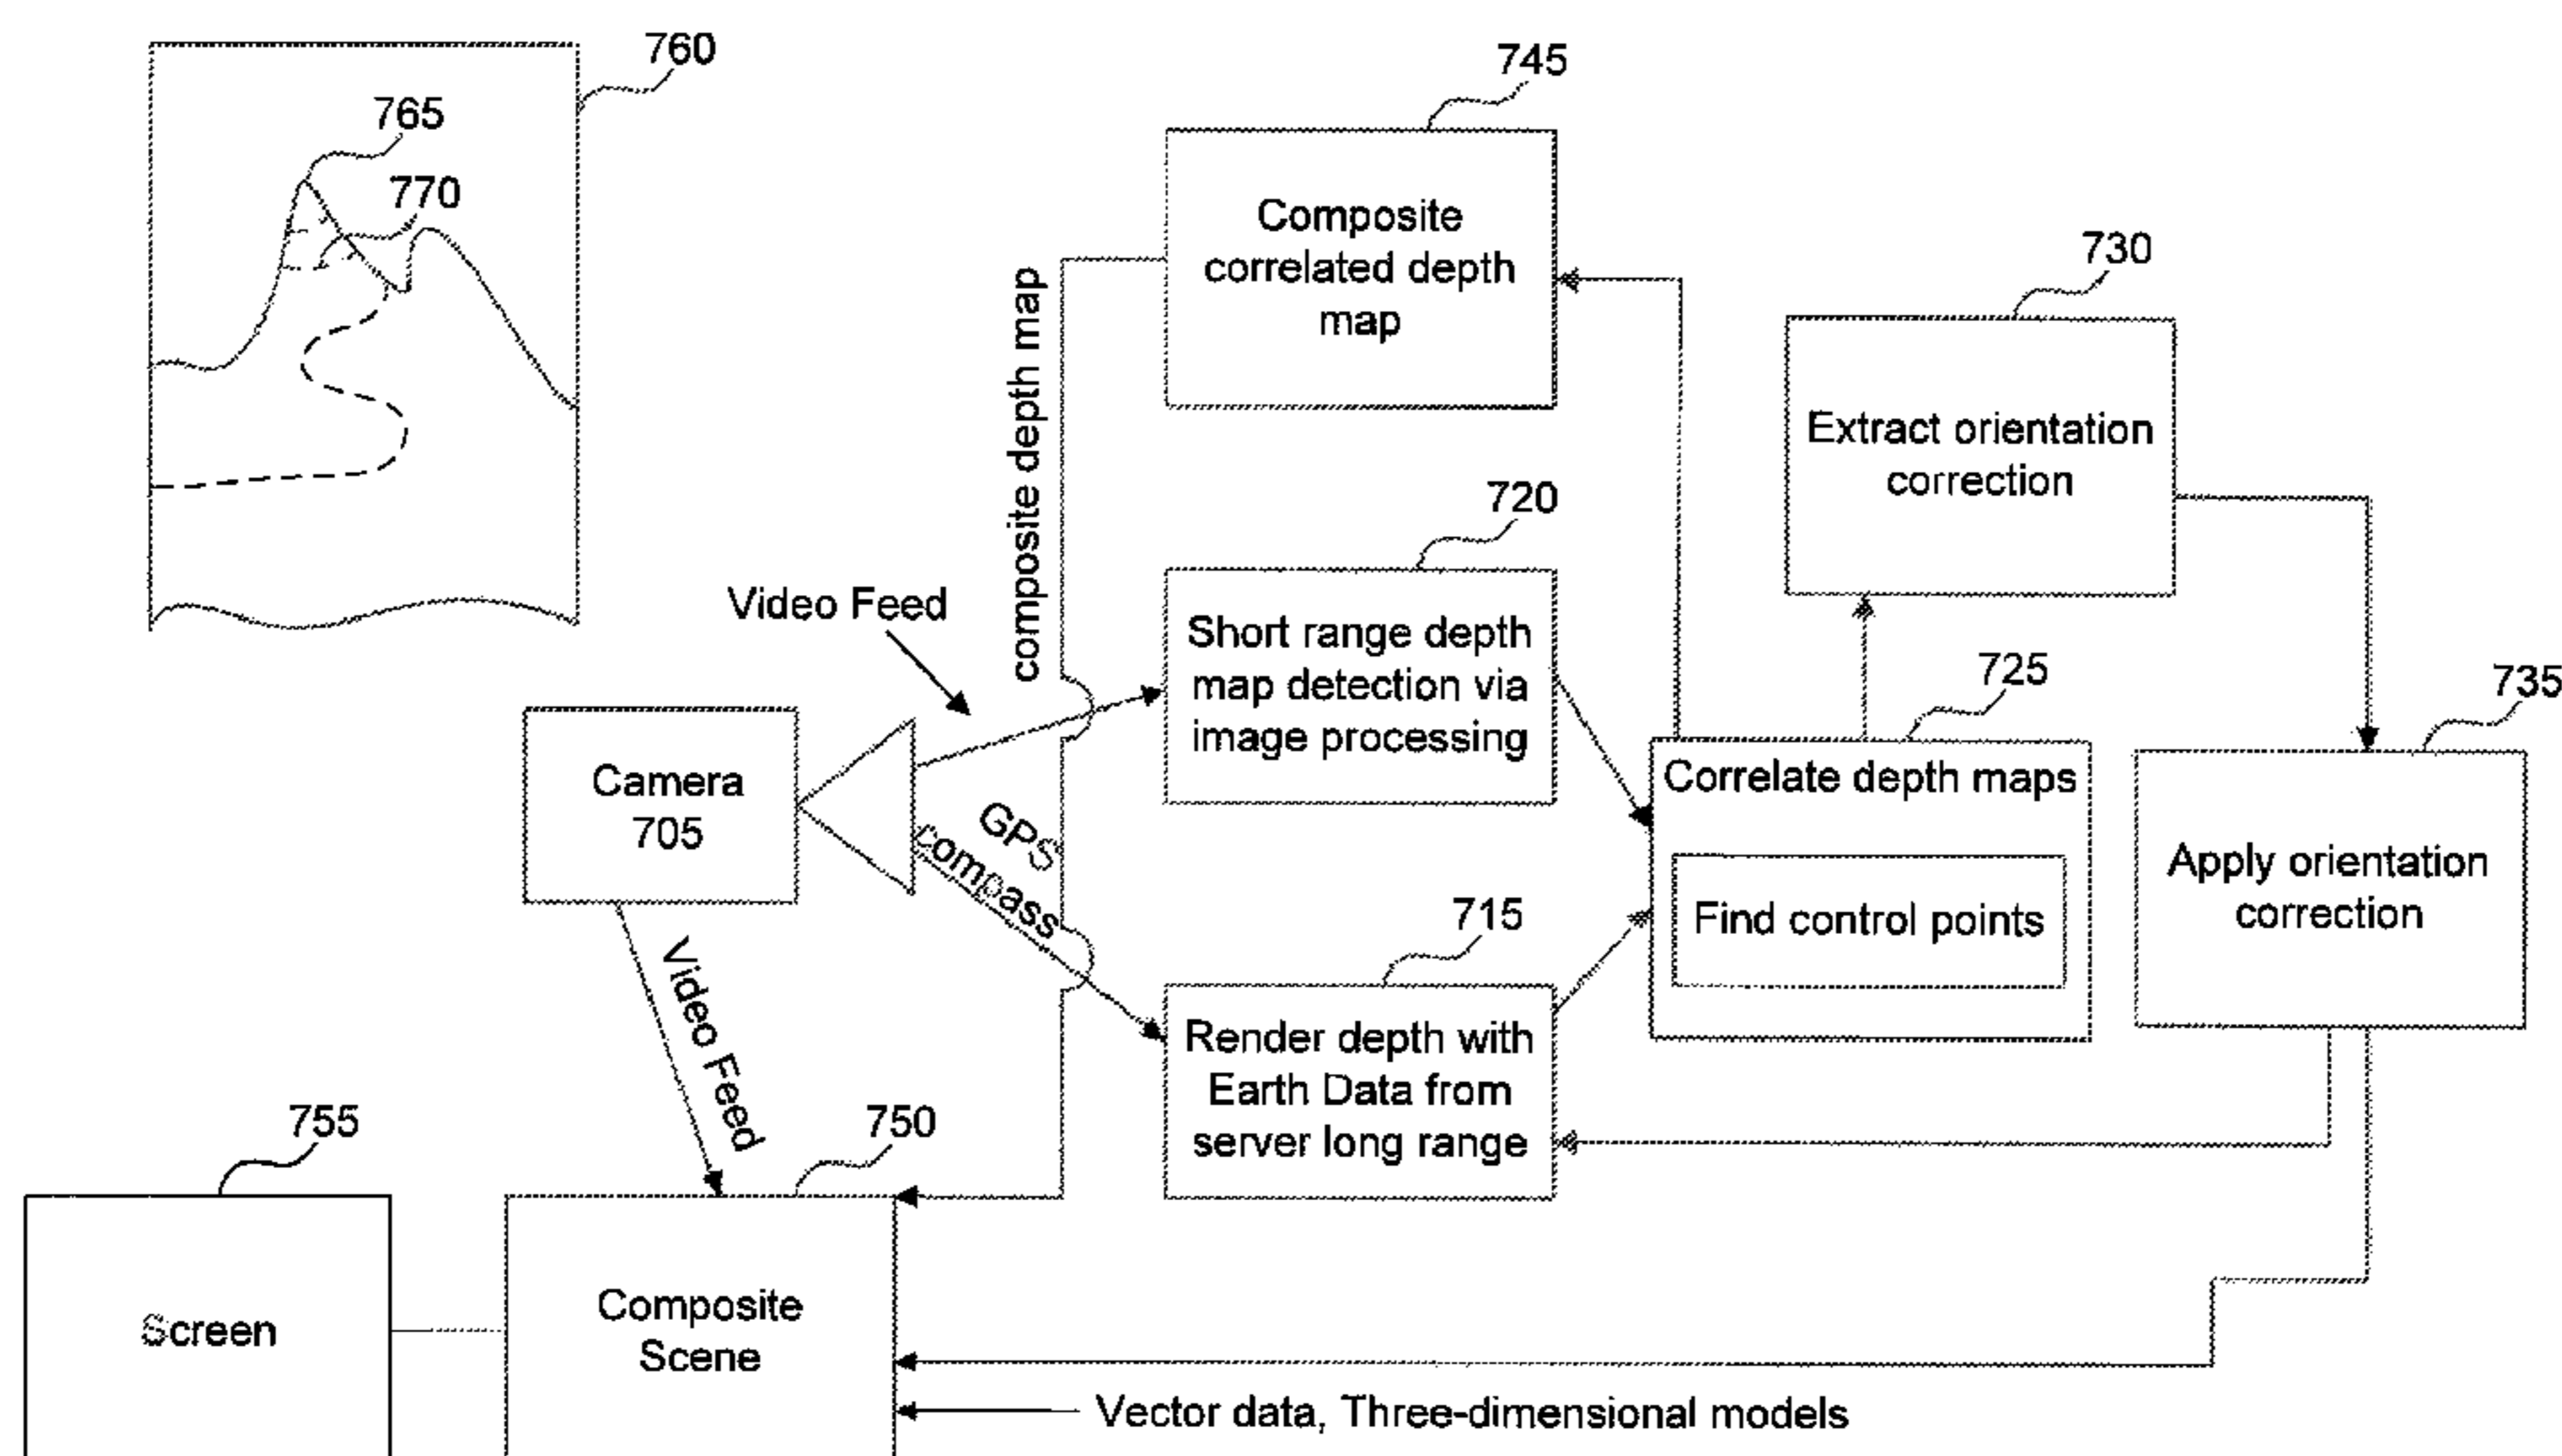 760
765
770
745
Composite
correlated depth
map
composite depth map
730
Extract orientation
correction
720
Short range depth
map detection via
image processing
Video Feed
Camera
705
GPS
compass
725
Correlate depth maps
Find control points
735
Apply orientation
correction
715
Render depth with
Earth Data from
server long range
Video Feed
755
Screen
750
Composite
Scene
Vector data, Three-dimensional models